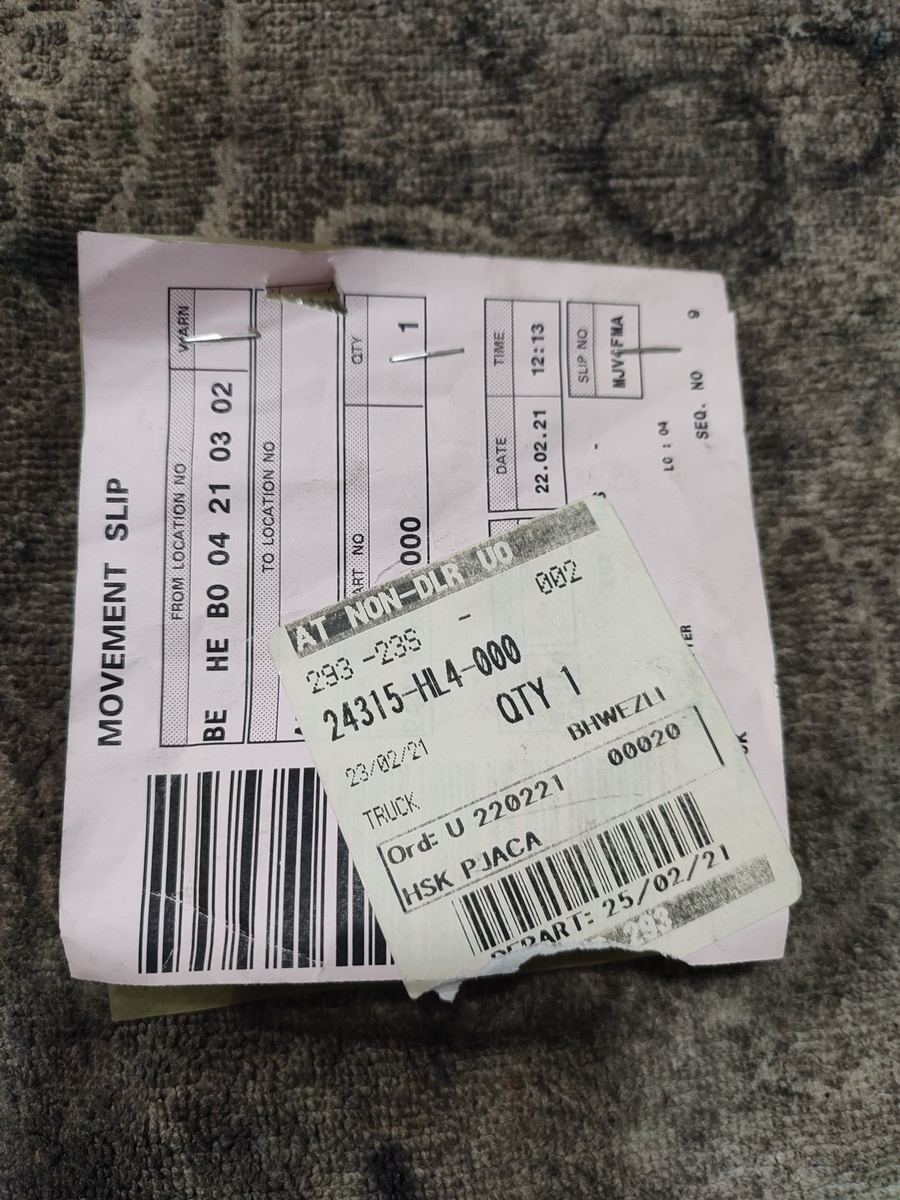 MOVEMENT SLIP
FROM LOCATION NO WARN
BE HE B0 04 21 03 02
TO LOCATION NO
ART NO. QTY
000 1
DATE TIME
22.02.21 12:13
SLIP NO
-
LC : 04
SEQ. NO 9
AT NON-DLR UO
293 -235 - 002
24315-HL4-000
QTY 1
23/02/21 BHWEZLI
TRUCK
Ord: U 220221 00020
HSK PJACA
DEPART: 25/02/21
293